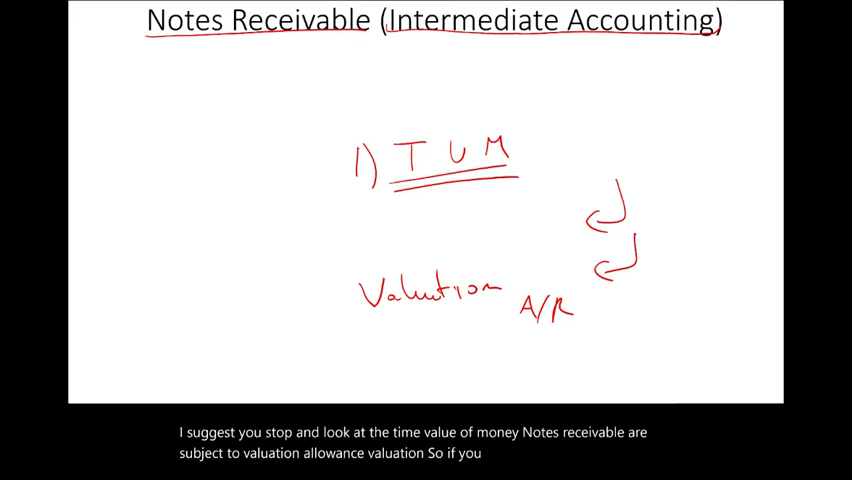 Notes Receivable (Intermediate Accounting)
1) T V M
Valuation
A/R
I suggest you stop and look at the time value of money Notes receivable are
subject to valuation allowance valuation So if you